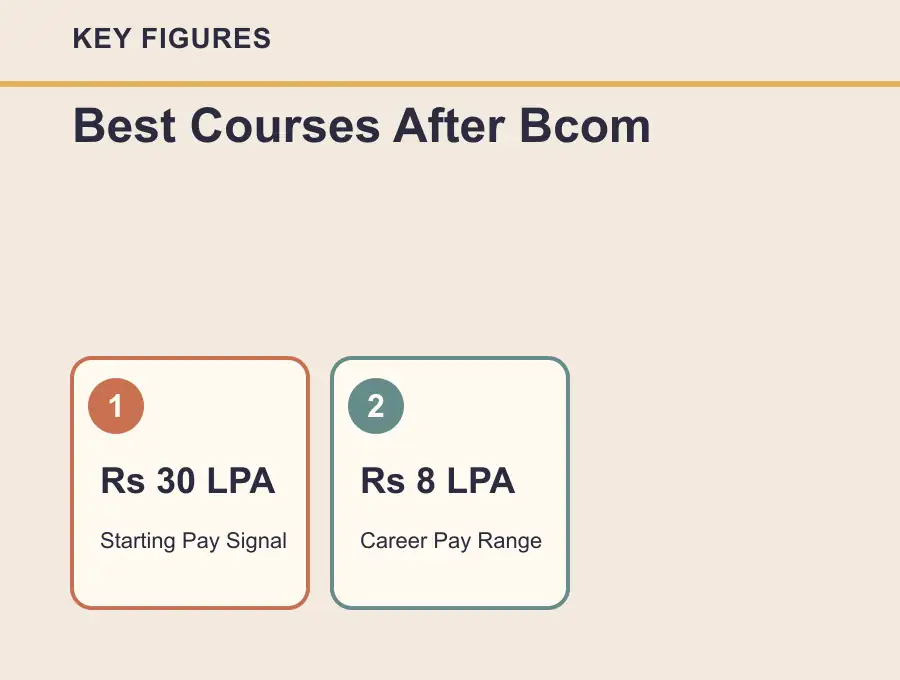 KEY FIGURES
Best Courses After Bcom
1
Rs 30 LPA
Starting Pay Signal
2
Rs 8 LPA
Career Pay Range